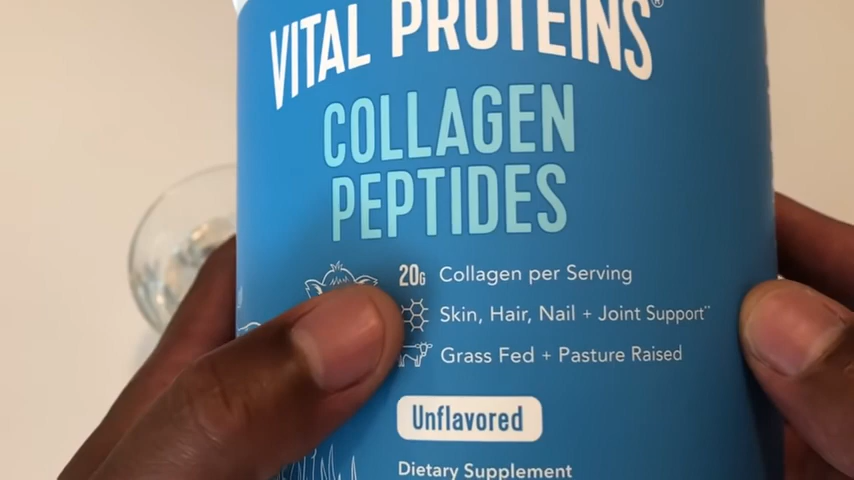 VITAL PROTEINS®
COLLAGEN
PEPTIDES
20G Collagen per Serving
Skin, Hair, Nail + Joint Support**
Grass Fed + Pasture Raised
Unflavored
Dietary Supplement